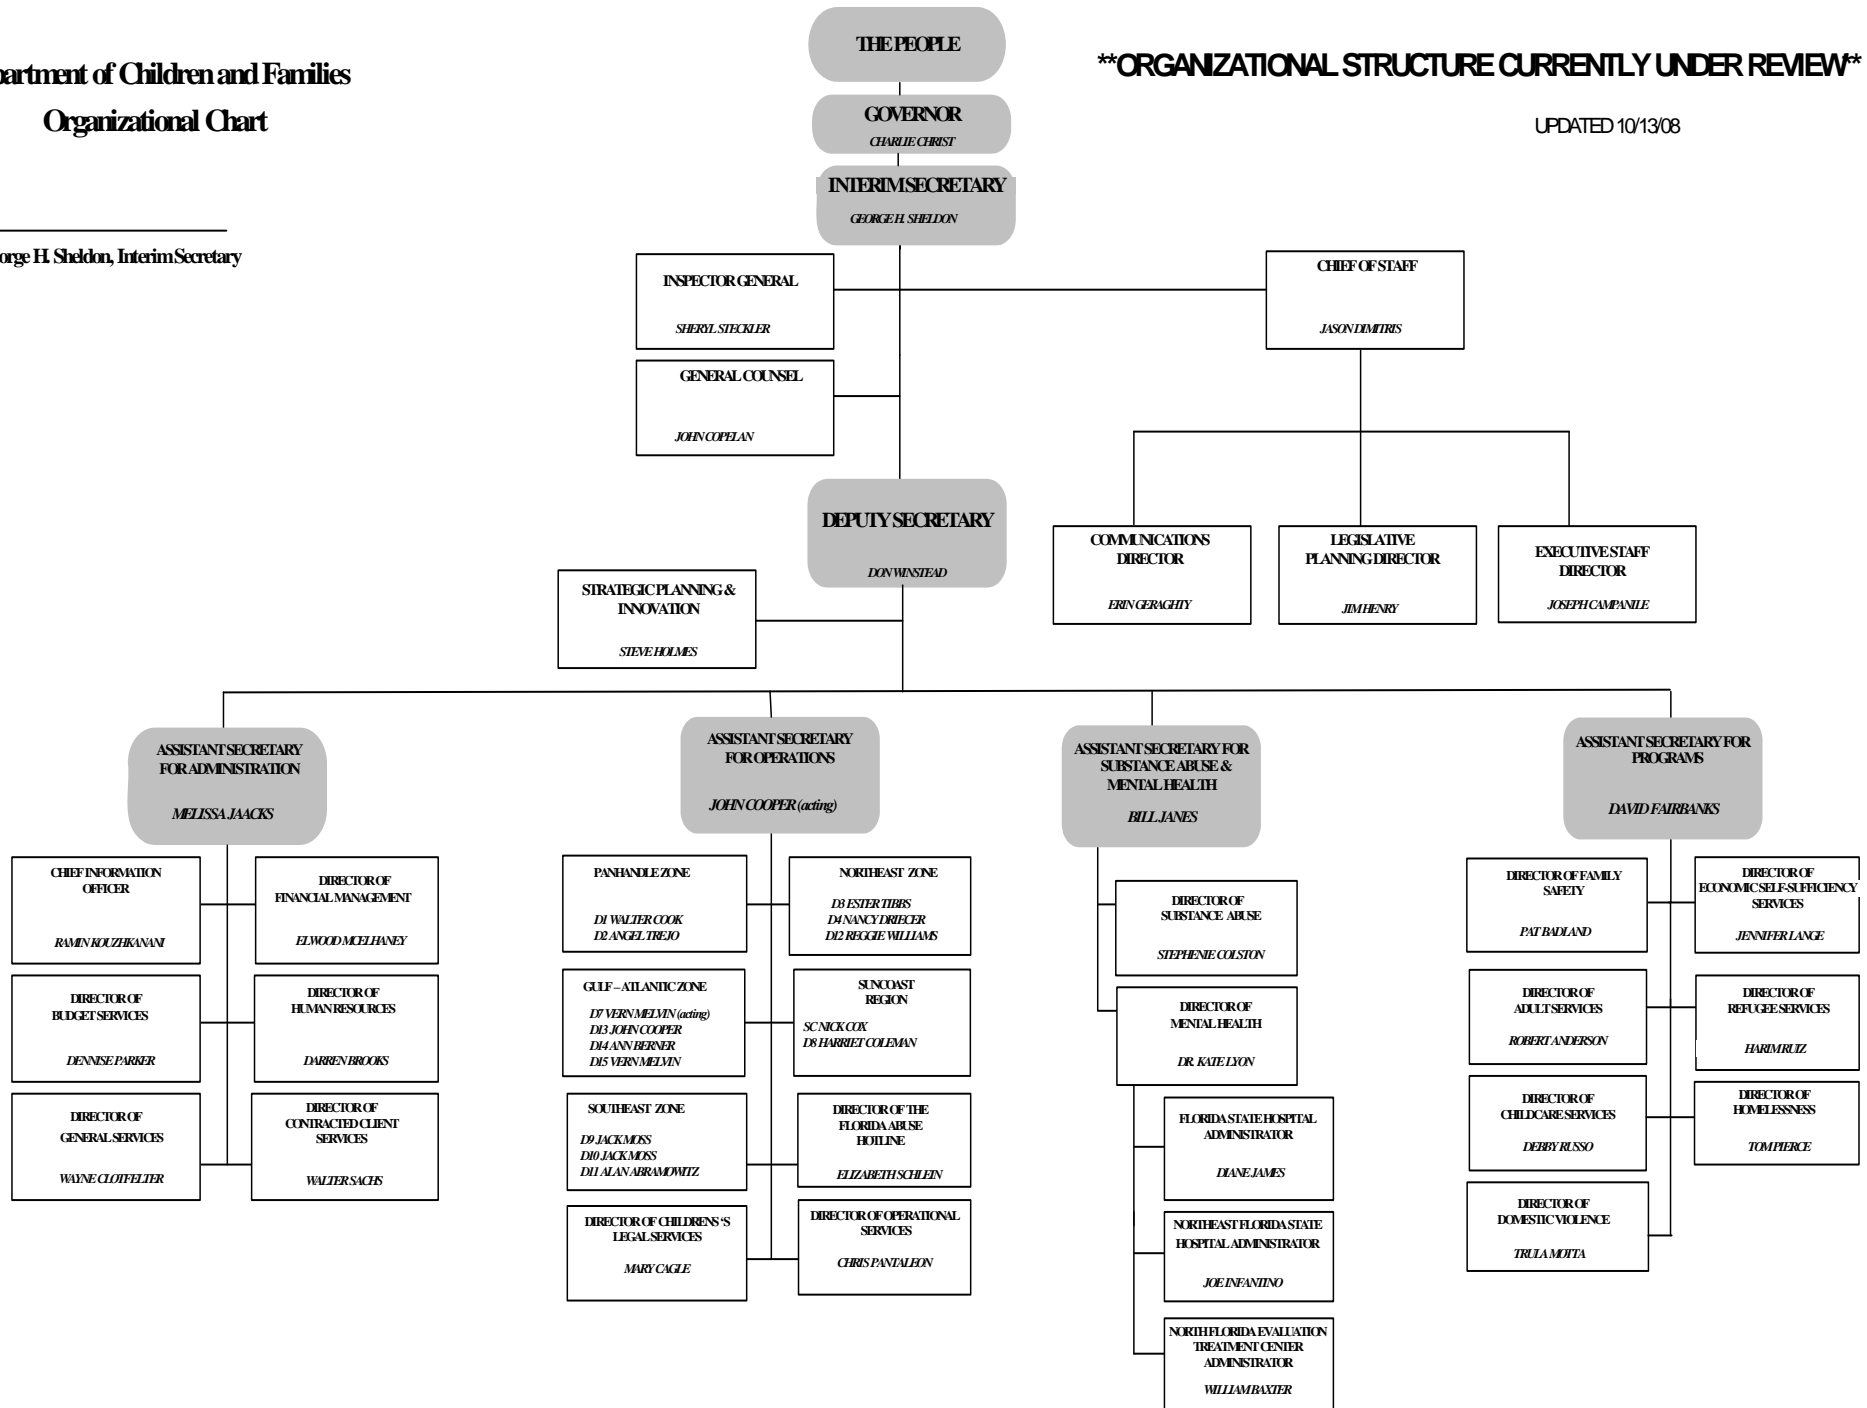 THE PEOPLE
partment of Children and Families
Organizational Chart
**ORGANIZATIONAL STRUCTURE CURRENTLY UNDER REVIEW**
UPDATED 10/13/08
GOVERNOR
CHARLIE CHRIST
INTERIM SECRETARY
GEORGE H. SHELDON
orge H. Sheldon, Interim Secretary
INSPECTOR GENERAL
SHERYL STECKLER
CHIEF OF STAFF
JASON DIMITRIS
GENERAL COUNSEL
JOHN COPELAN
DEPUTY SECRETARY
DON WINSTEAD
COMMUNICATIONS
DIRECTOR
ERIN GERAGHTY
LEGISLATIVE
PLANNING DIRECTOR
JIM HENRY
EXECUTIVE STAFF
DIRECTOR
JOSEPH CAMPANILE
STRATEGIC PLANNING &
INNOVATION
STEVE HOLMES
ASSISTANT SECRETARY
FOR ADMINISTRATION
MELISSA JAACKS
ASSISTANT SECRETARY
FOR OPERATIONS
JOHN COOPER (acting)
ASSISTANT SECRETARY FOR
SUBSTANCE ABUSE &
MENTAL HEALTH
BILL JANES
ASSISTANT SECRETARY FOR
PROGRAMS
DAVID FAIRBANKS
CHIEF INFORMATION
OFFICER
RAMIN KOUZHKANANI
DIRECTOR OF
FINANCIAL MANAGEMENT
ELWOOD MCELHANEY
DIRECTOR OF
BUDGET SERVICES
DENNISE PARKER
DIRECTOR OF
HUMAN RESOURCES
DARREN BROOKS
DIRECTOR OF
GENERAL SERVICES
WAYNE CLOTFELTER
DIRECTOR OF
CONTRACTED CLIENT
SERVICES
WALTER SACHS
PANHANDLE ZONE
D1 WALTER COOK
D2 ANGEL TREJO
NORTHEAST ZONE
D3 ESTER TIBBS
D4 NANCY DRIECER
D12 REGGIE WILLIAMS
GULF – ATLANTIC ZONE
D7 VERN MELVIN (acting)
D13 JOHN COOPER
D14 ANN BERNER
D15 VERN MELVIN
SUNCOAST
REGION
SC NICK COX
D8 HARRIET COLEMAN
SOUTHEAST ZONE
D9 JACK MOSS
D10 JACK MOSS
D11 ALAN ABRAMOWITZ
DIRECTOR OF THE
FLORIDA ABUSE
HOTLINE
ELIZABETH SCHLEIN
DIRECTOR OF CHILDRENS 'S
LEGAL SERVICES
MARY CAGLE
DIRECTOR OF OPERATIONAL
SERVICES
CHRIS PANTALEON
DIRECTOR OF
SUBSTANCE ABUSE
STEPHENIE COLSTON
DIRECTOR OF
MENTAL HEALTH
DR. KATE LYON
FLORIDA STATE HOSPITAL
ADMINISTRATOR
DIANE JAMES
NORTHEAST FLORIDA STATE
HOSPITAL ADMINISTRATOR
JOE INFANTINO
NORTH FLORIDA EVALUATION
TREATMENT CENTER
ADMINISTRATOR
WILLIAM BAXTER
DIRECTOR OF FAMILY
SAFETY
PAT BADLAND
DIRECTOR OF
ECONOMIC SELF-SUFFICIENCY
SERVICES
JENNIFER LANGE
DIRECTOR OF
ADULT SERVICES
ROBERT ANDERSON
DIRECTOR OF
REFUGEE SERVICES
HARIM RUIZ
DIRECTOR OF
CHILDCARE SERVICES
DEBBY RUSSO
DIRECTOR OF
HOMELESSNESS
TOM PIERCE
DIRECTOR OF
DOMESTIC VIOLENCE
TRULA MOTTA